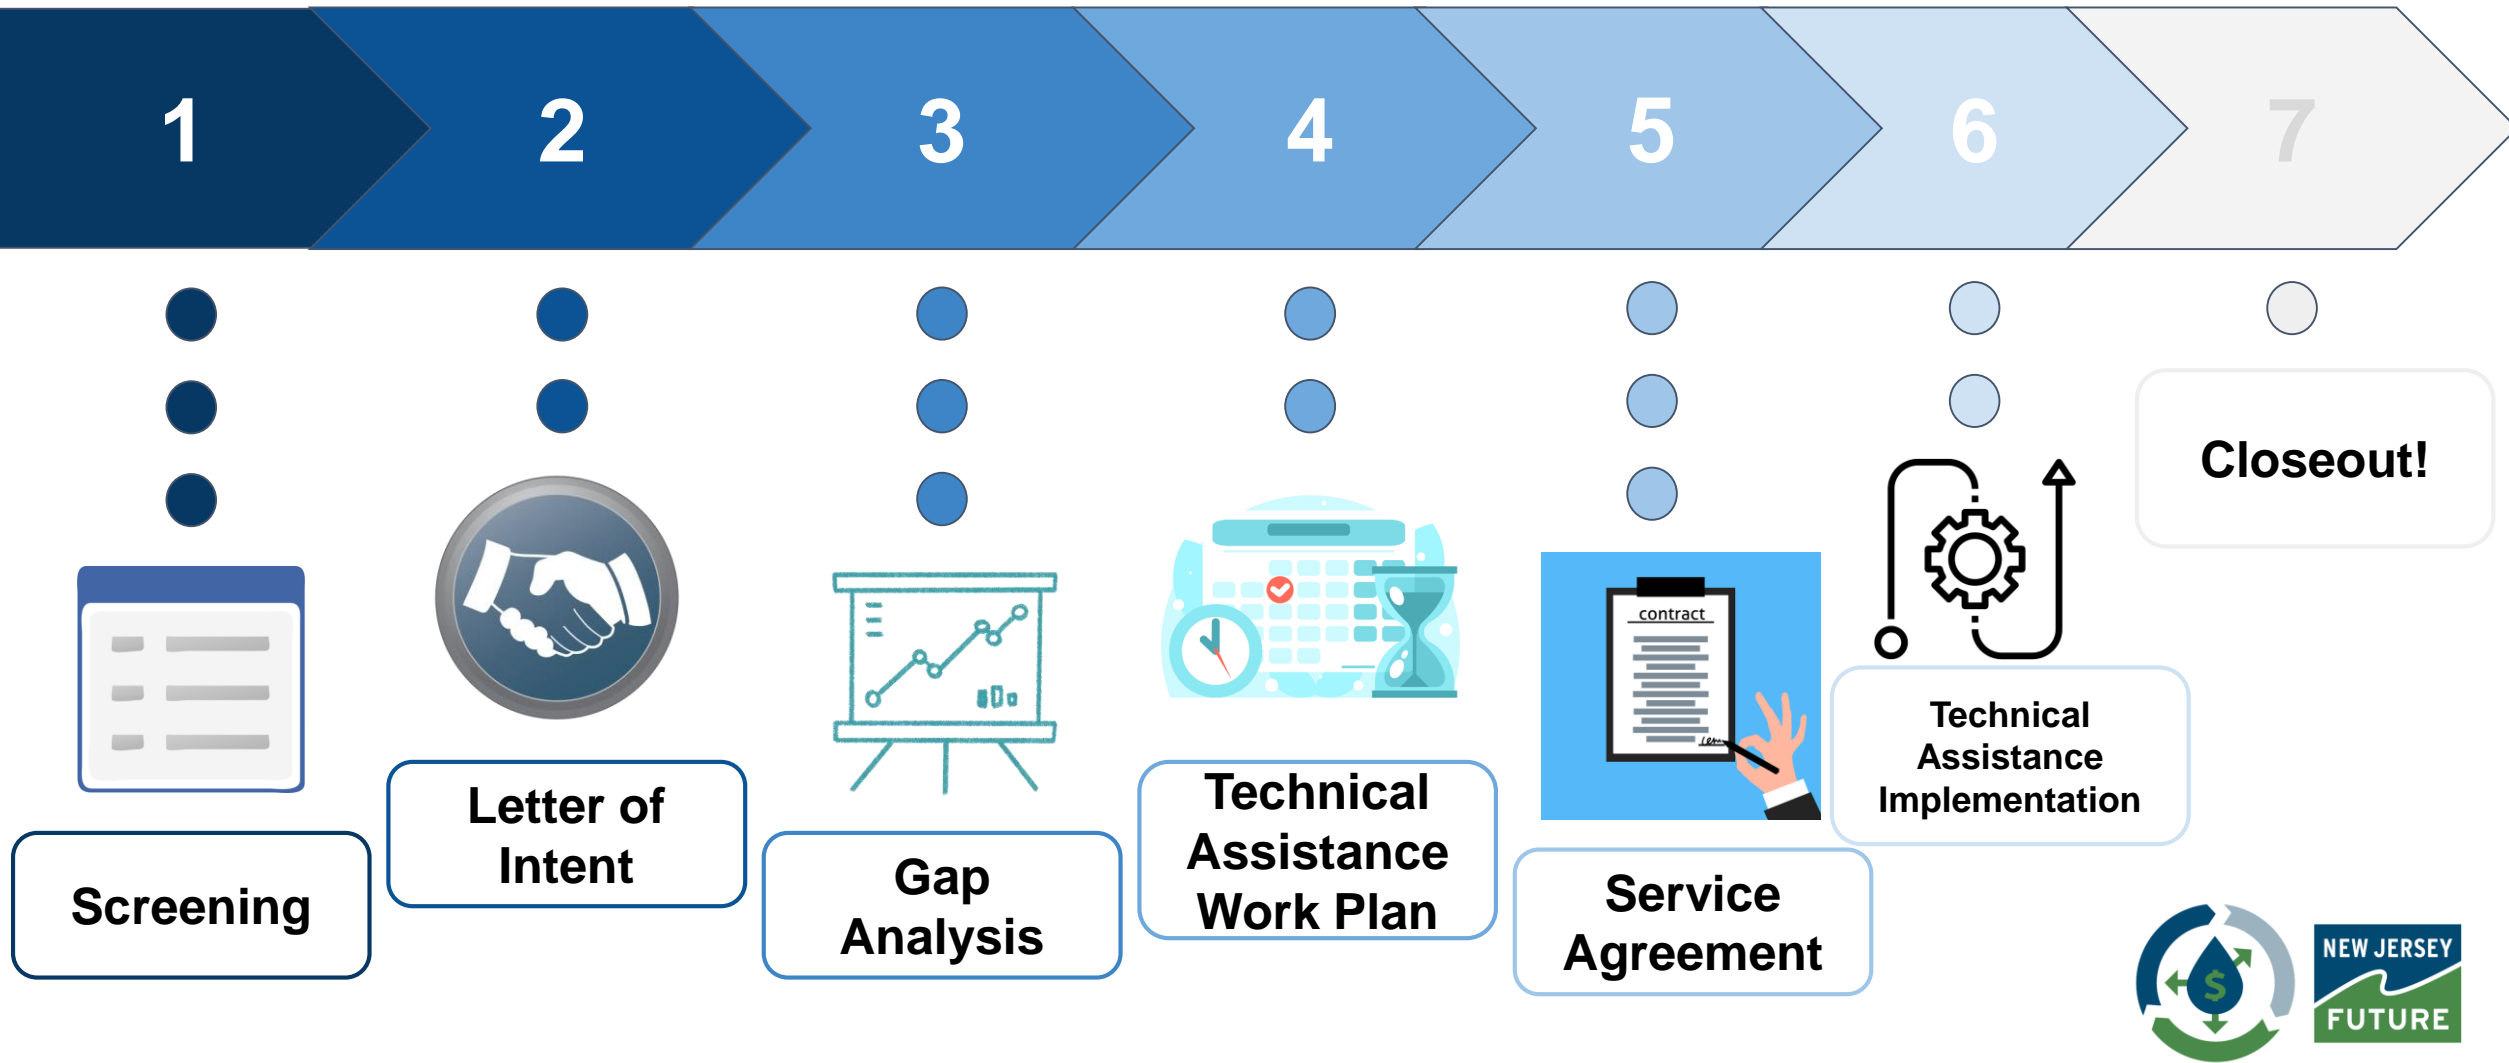 1
2
3
4
5
6
7
Closeout!
contract
Technical
Assistance
Implementation
Letter of
Intent
Technical
Assistance
Work Plan
Screening
Gap
Analysis
Service
Agreement
$
NEW JERSEY
FUTURE